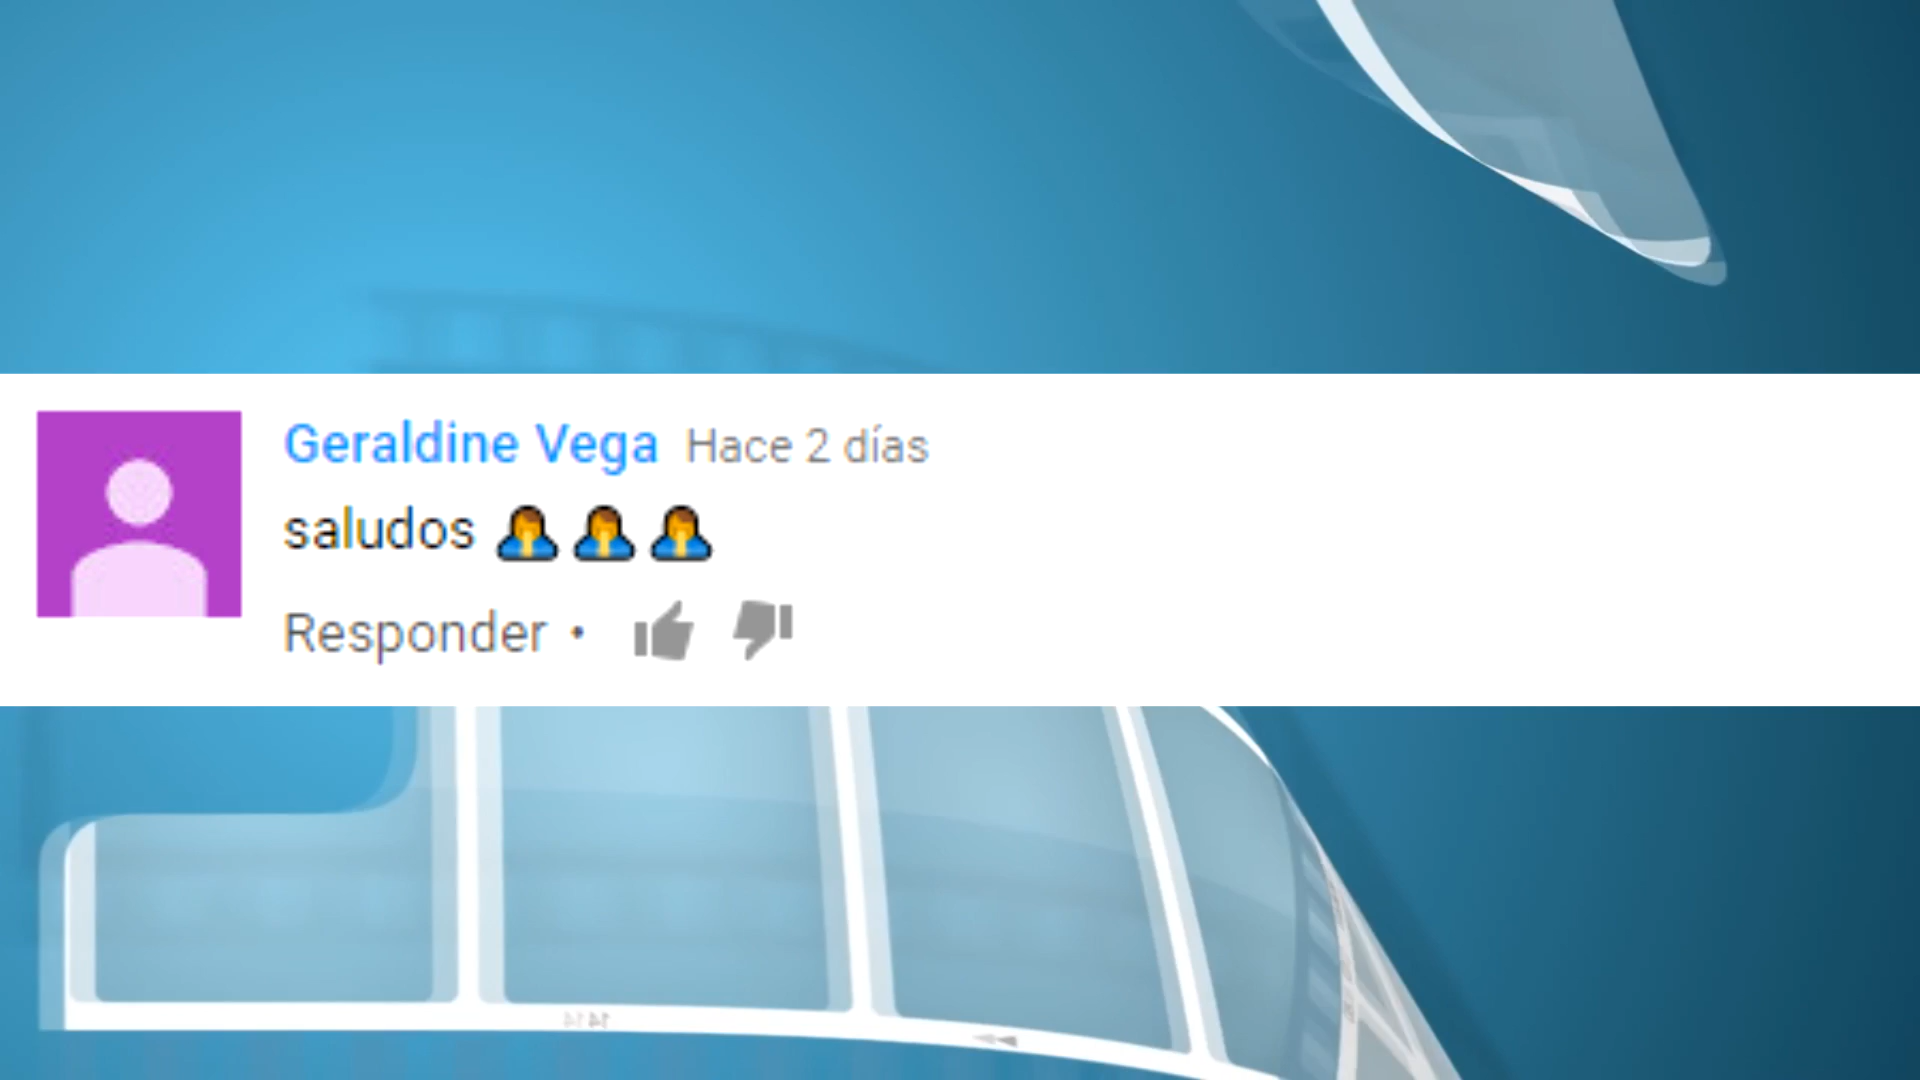 Geraldine Vega Hace 2 días
saludos 🤦‍♂️🤦‍♂️🤦‍♂️
Responder •